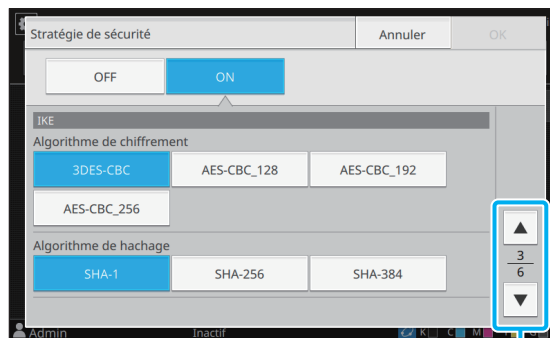 Stratégie de sécurité Annuler OK
OFF ON
IKE
Algorithme de chiffrement
3DES-CBC AES-CBC_128 AES-CBC_192
AES-CBC_256
Algorithme de hachage
SHA-1 SHA-256 SHA-384
3
6
Admin Inactif K C M